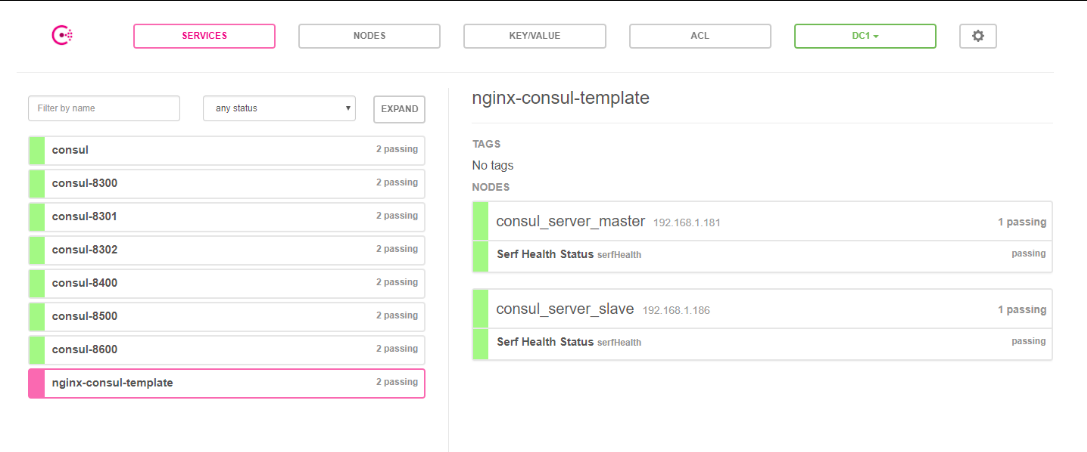 SERVICES NODES KEY/VALUE ACL DC1
Filter by name any status EXPAND
consul 2 passing
consul-8300 2 passing
consul-8301 2 passing
consul-8302 2 passing
consul-8400 2 passing
consul-8500 2 passing
consul-8600 2 passing
nginx-consul-template 2 passing
nginx-consul-template
TAGS
No tags
NODES
consul_server_master 192.168.1.181 1 passing
Serf Health Status serfHealth passing
consul_server_slave 192.168.1.186 1 passing
Serf Health Status serfHealth passing